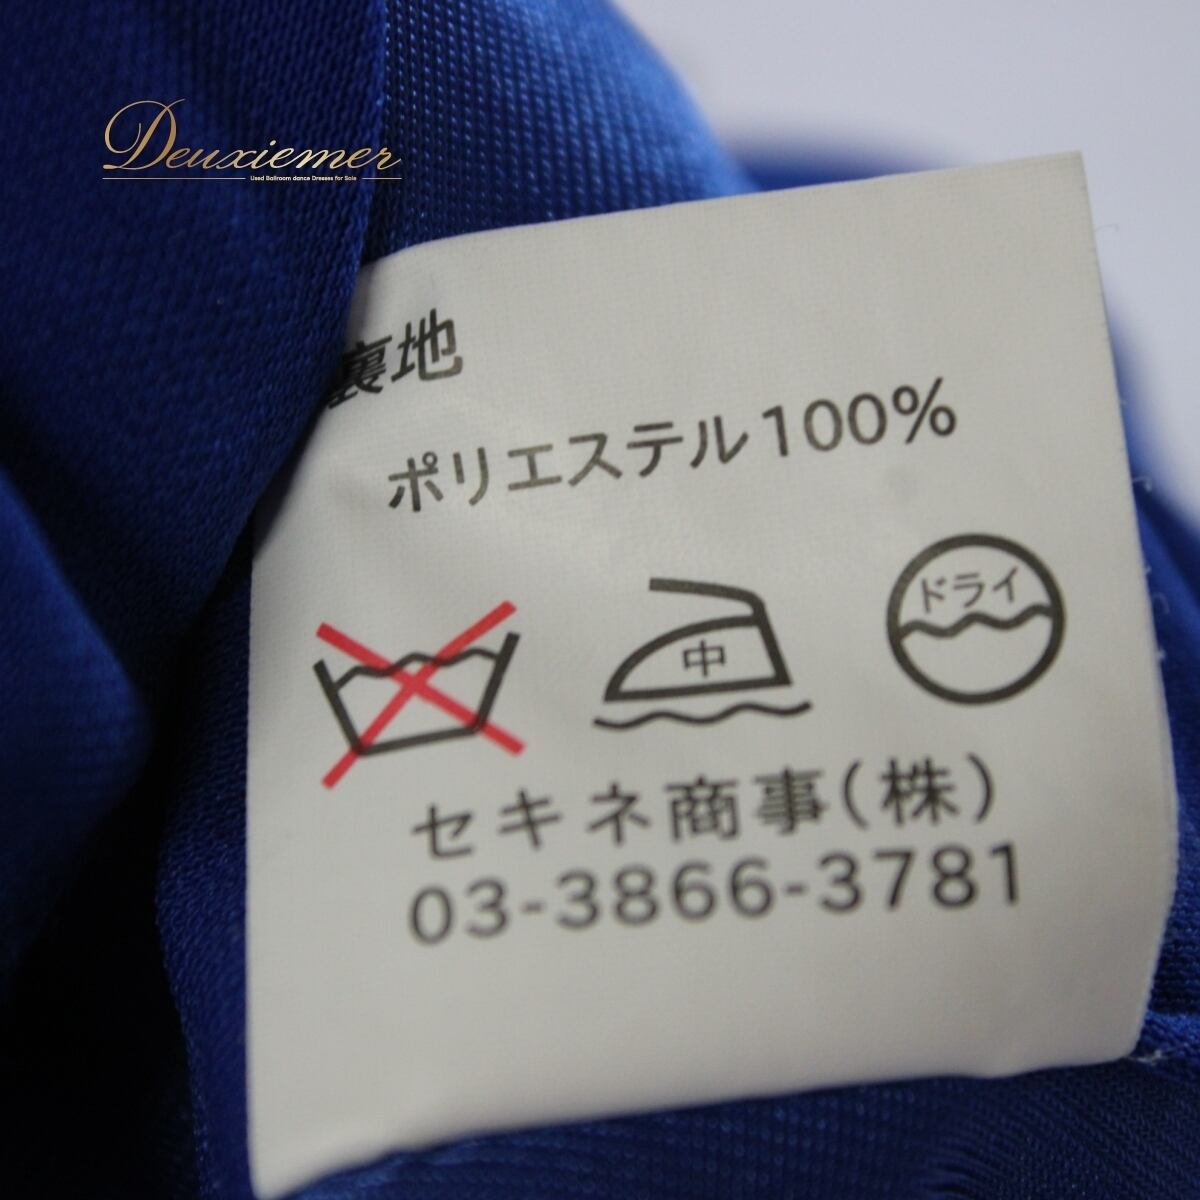 Deuxiemer
Used Ballroom dance Dresses for Sale
裏地
ポリエステル100%
中
ドライ
セキネ商事(株)
03-3866-3781